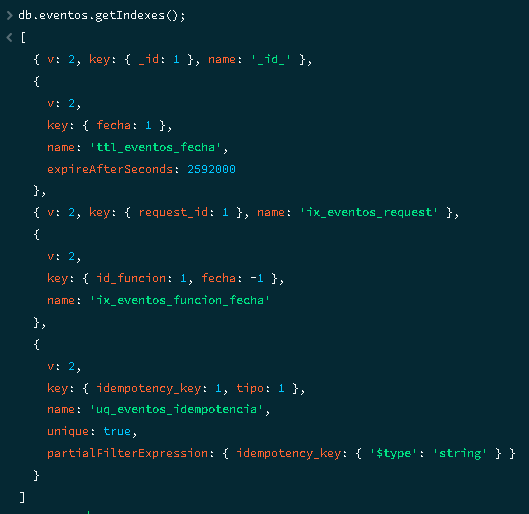 > db.eventos.getIndexes();
< [
{ v: 2, key: { _id: 1 }, name: '_id_' },
{
v: 2,
key: { fecha: 1 },
name: 'ttl_eventos_fecha',
expireAfterSeconds: 2592000
},
{ v: 2, key: { request_id: 1 }, name: 'ix_eventos_request' },
{
v: 2,
key: { id_funcion: 1, fecha: -1 },
name: 'ix_eventos_funcion_fecha'
},
{
v: 2,
key: { idempotency_key: 1, tipo: 1 },
name: 'uq_eventos_idempotencia',
unique: true,
partialFilterExpression: { idempotency_key: { '$type': 'string' } }
}
]